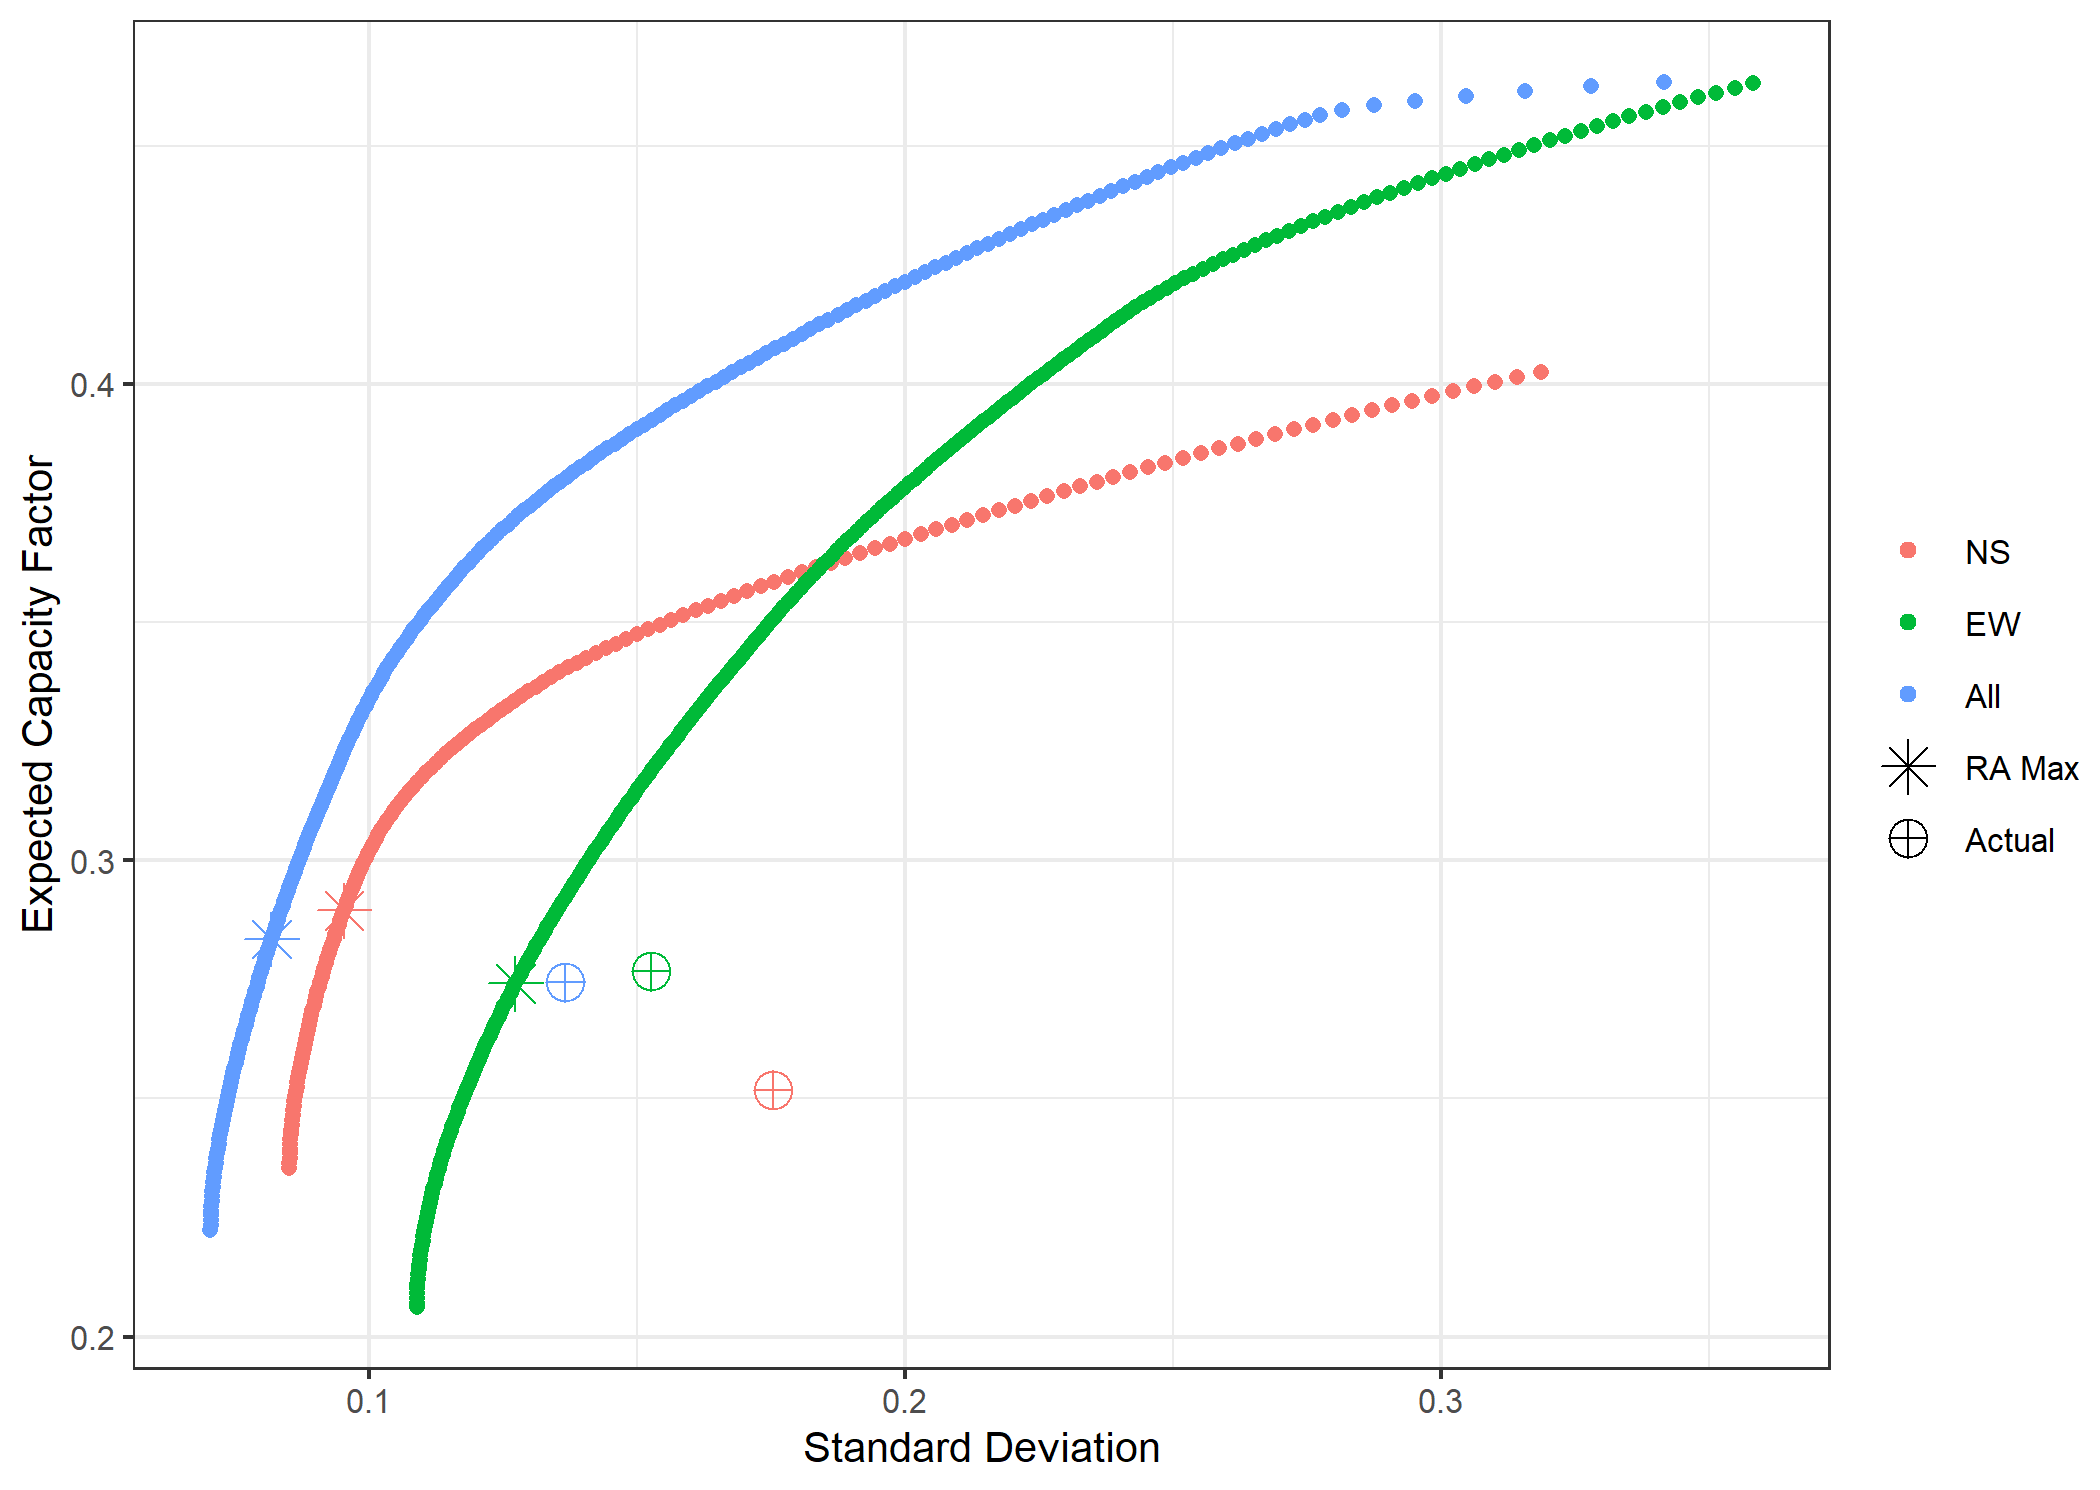 Expected Capacity Factor
0.4
0.3
0.2
0.1
0.2
0.3
Standard Deviation
NS
EW
All
RA Max
Actual